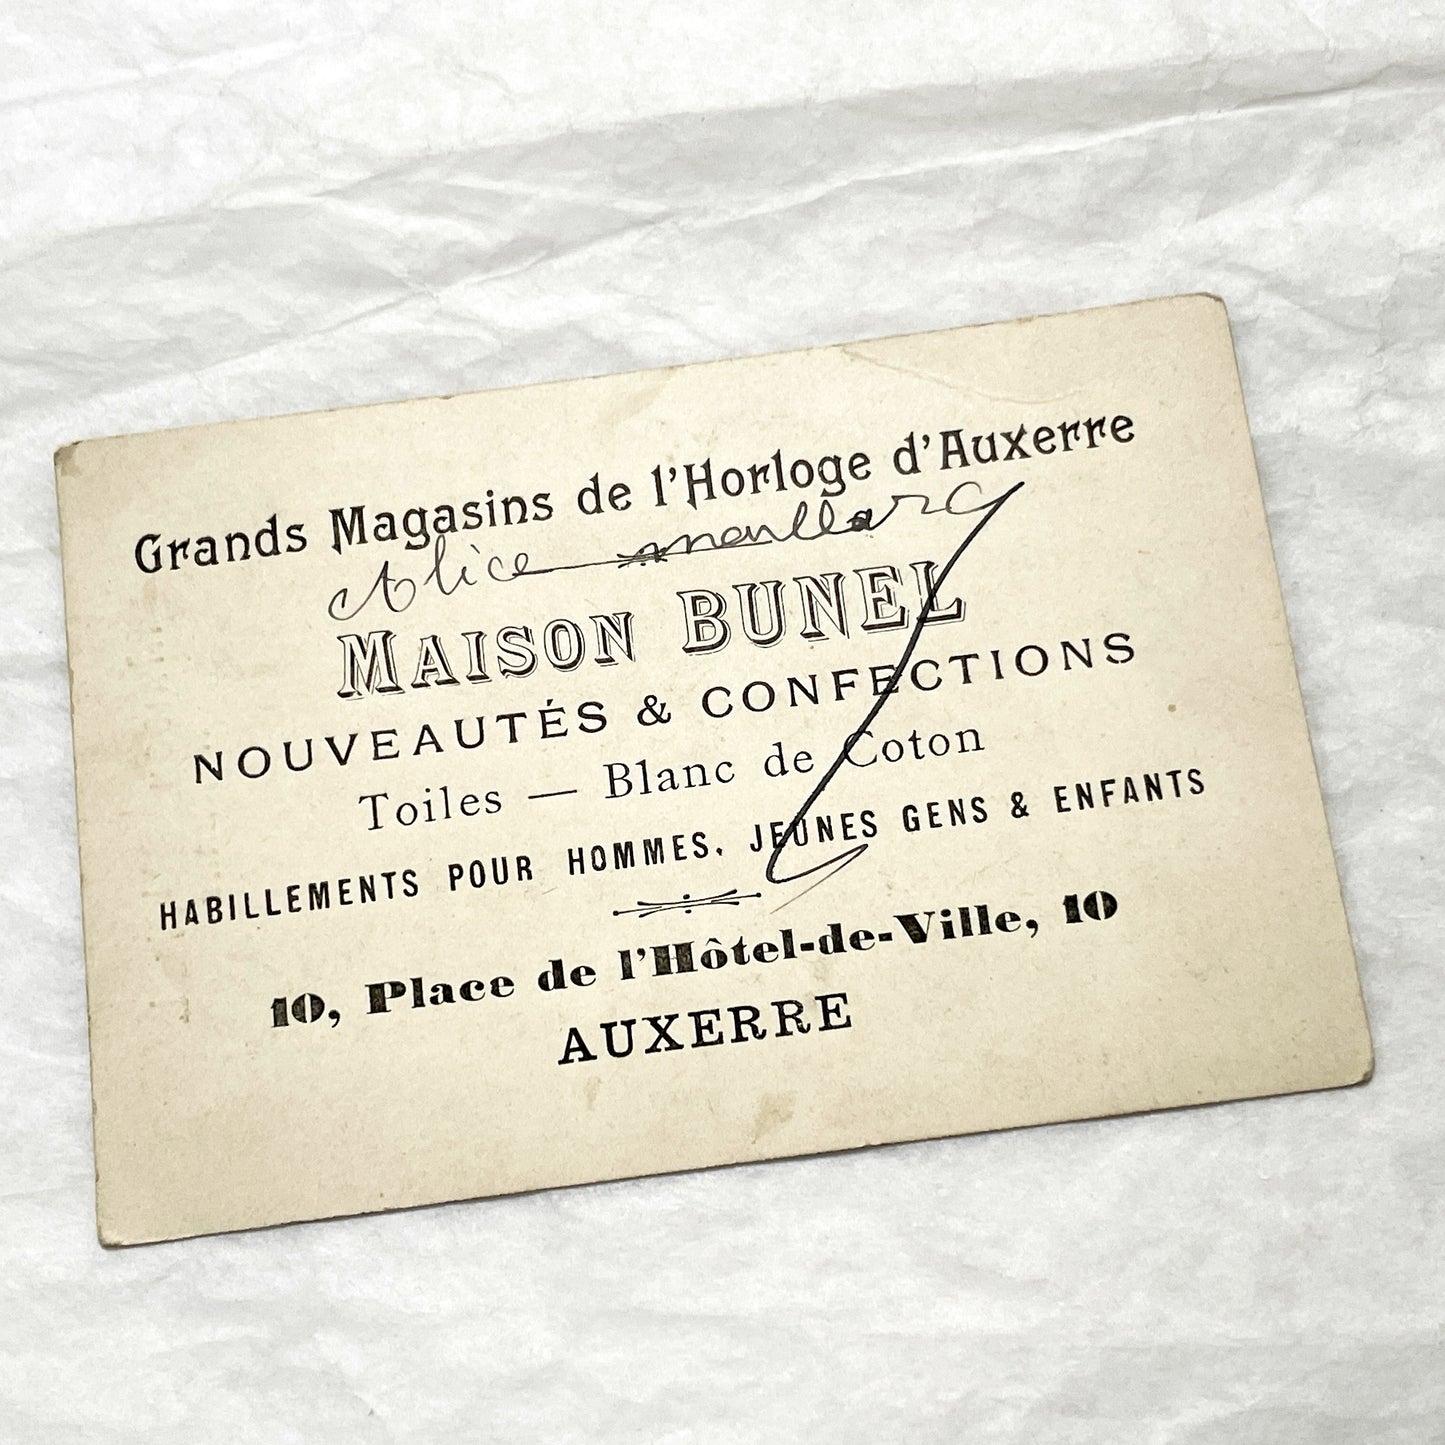 Grands Magasins de l'Horloge d'Auxerre
Alice
MAISON BUNEL
NOUVEAUTÉS & CONFECTIONS
Toiles — Blanc de Coton
HABILLEMENTS POUR HOMMES, JEUNES GENS & ENFANTS
10, Place de l'Hôtel-de-Ville, 10
AUXERRE